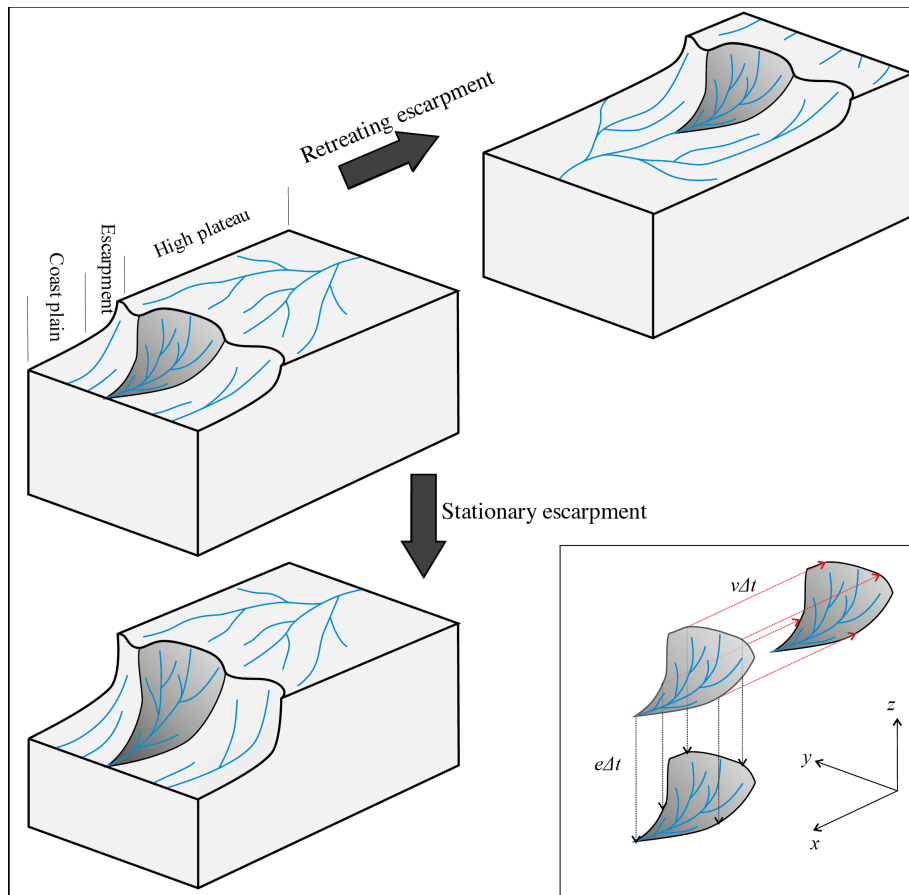 Retreating escarpment
High plateau
Escarpment
Coast plain
Stationary escarpment
vΔt
eΔt
z
y
x